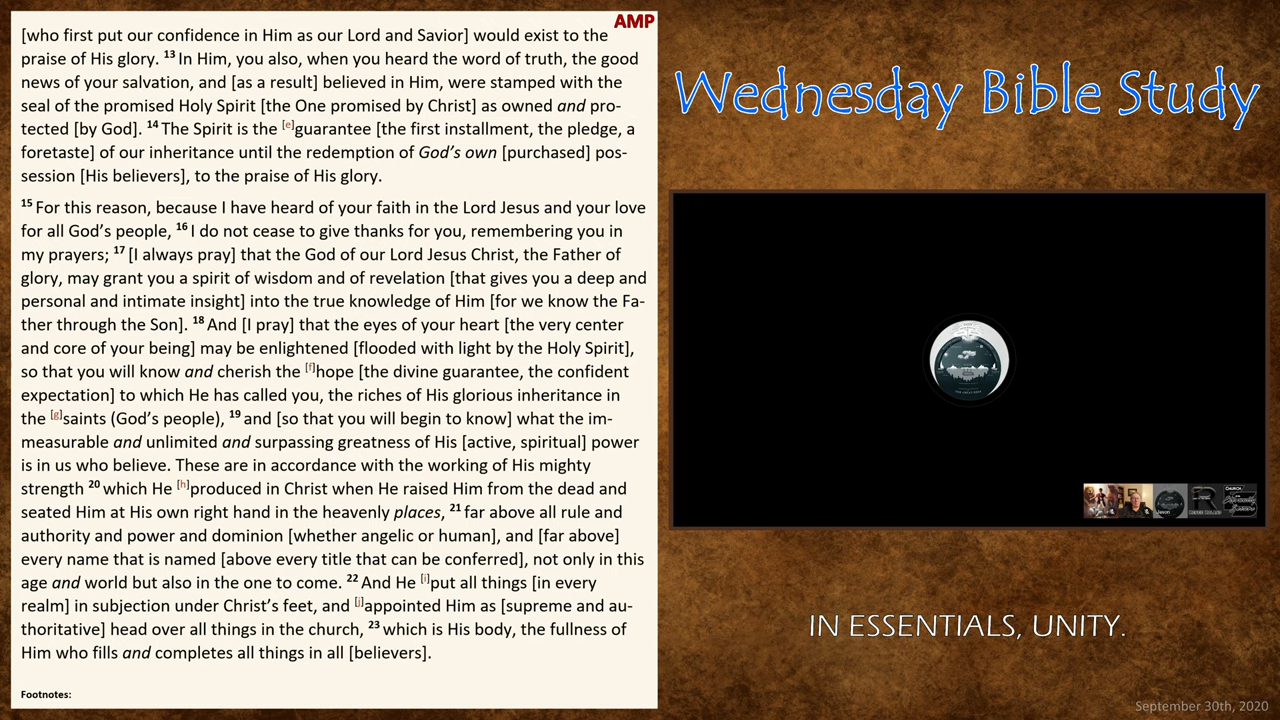 AMP
[who first put our confidence in Him as our Lord and Savior] would exist to the
praise of His glory. 13 In Him, you also, when you heard the word of truth, the good
news of your salvation, and [as a result] believed in Him, were stamped with the
seal of the promised Holy Spirit [the One promised by Christ] as owned and pro-
tected [by God]. 14 The Spirit is the [e]guarantee [the first installment, the pledge, a
foretaste] of our inheritance until the redemption of God's own [purchased] pos-
session [His believers], to the praise of His glory.
15 For this reason, because I have heard of your faith in the Lord Jesus and your love
for all God's people, 16 I do not cease to give thanks for you, remembering you in
my prayers; 17 [I always pray] that the God of our Lord Jesus Christ, the Father of
glory, may grant you a spirit of wisdom and of revelation [that gives you a deep and
personal and intimate insight] into the true knowledge of Him [for we know the Fa-
ther through the Son]. 18 And [I pray] that the eyes of your heart [the very center
and core of your being] may be enlightened [flooded with light by the Holy Spirit],
so that you will know and cherish the [f]hope [the divine guarantee, the confident
expectation] to which He has called you, the riches of His glorious inheritance in
the [g]saints (God's people), 19 and [so that you will begin to know] what the im-
measurable and unlimited and surpassing greatness of His [active, spiritual] power
is in us who believe. These are in accordance with the working of His mighty
strength 20 which He [h]produced in Christ when He raised Him from the dead and
seated Him at His own right hand in the heavenly places, 21 far above all rule and
authority and power and dominion [whether angelic or human], and [far above]
every name that is named [above every title that can be conferred], not only in this
age and world but also in the one to come. 22 And He [i]put all things [in every
realm] in subjection under Christ's feet, and [j]appointed Him as [supreme and au-
thoritative] head over all things in the church, 23 which is His body, the fullness of
Him who fills and completes all things in all [believers].
Footnotes:
Wednesday Bible Study
Jason
CHURCH
IN ESSENTIALS, UNITY.
September 30th, 2020